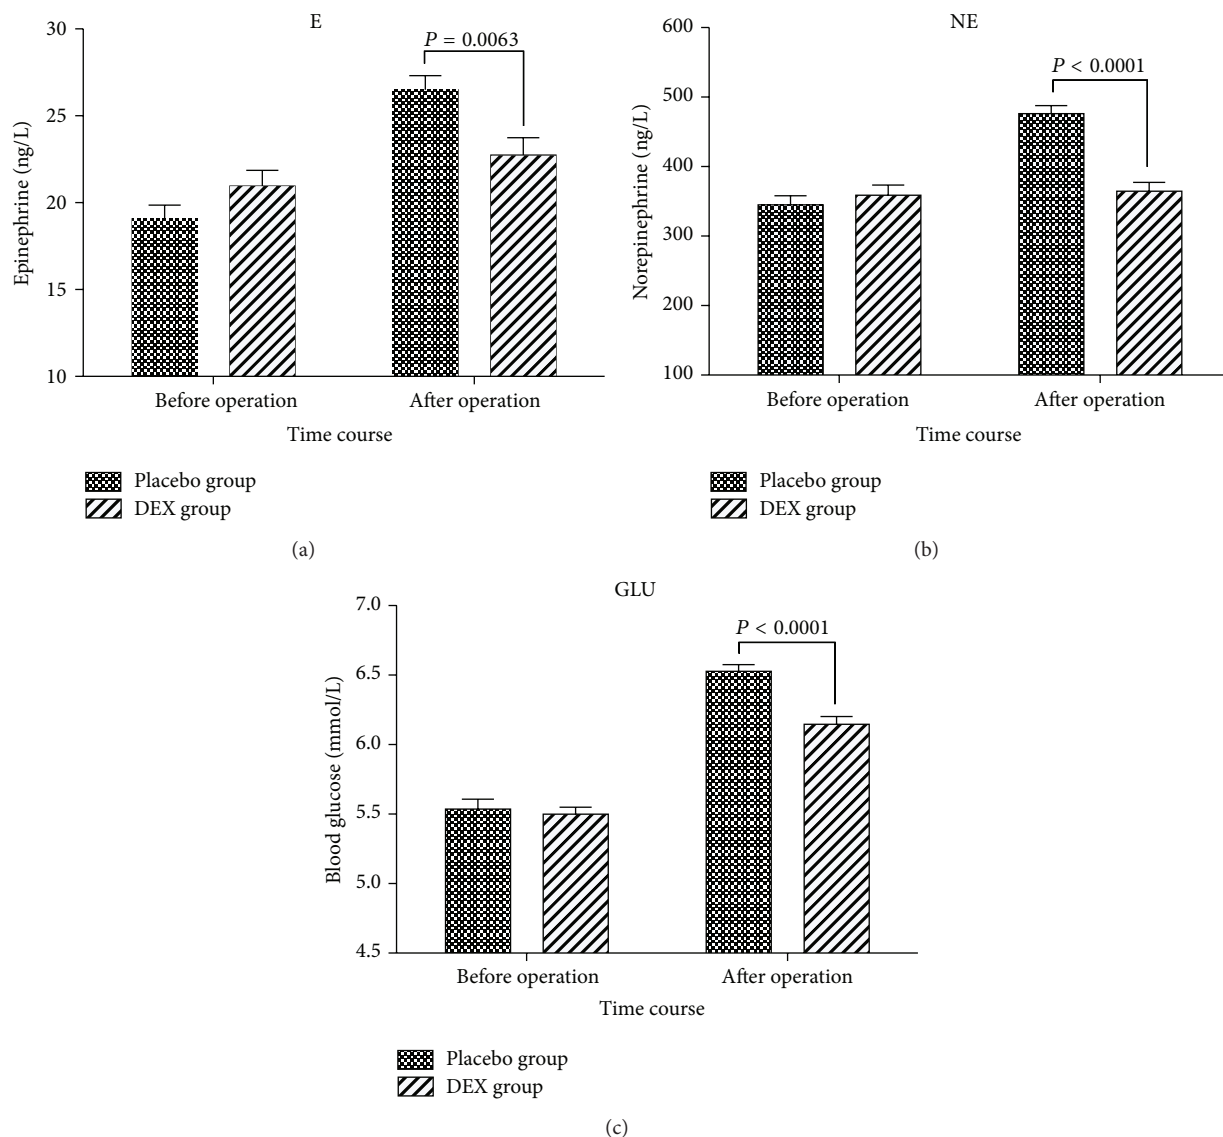 E
30
25
20
15
10
Epinephrine (ng/L)
P = 0.0063
Before operation
After operation
Time course
Placebo group
DEX group
(a)
NE
600
500
400
300
200
100
Norepinephrine (ng/L)
P < 0.0001
Before operation
After operation
Time course
Placebo group
DEX group
(b)
GLU
7.0
6.5
6.0
5.5
5.0
4.5
Blood glucose (mmol/L)
P < 0.0001
Before operation
After operation
Time course
Placebo group
DEX group
(c)